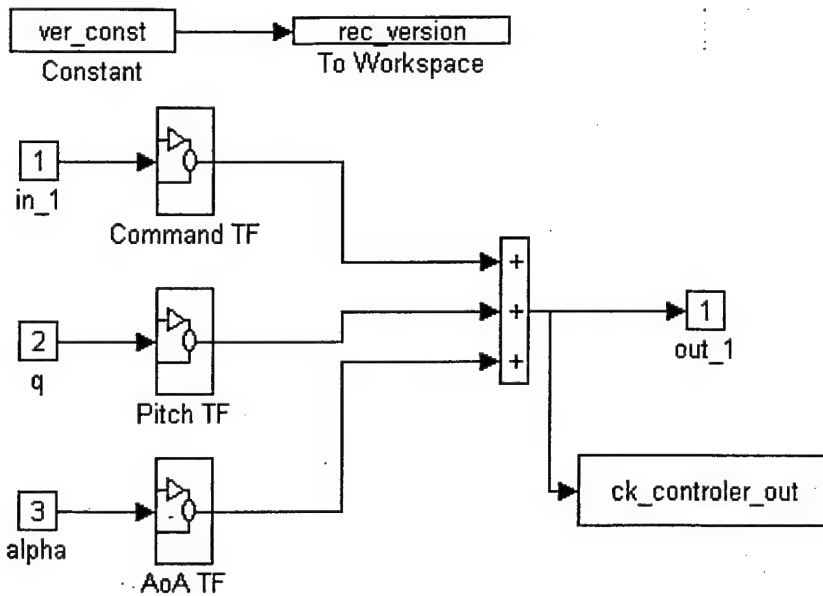 ver_const
rec_version
Constant
To Workspace
1
in_1
Command TF
+
2
q
Pitch TF
+
1
out_1
+
3
alpha
AoA TF
ck_controler_out